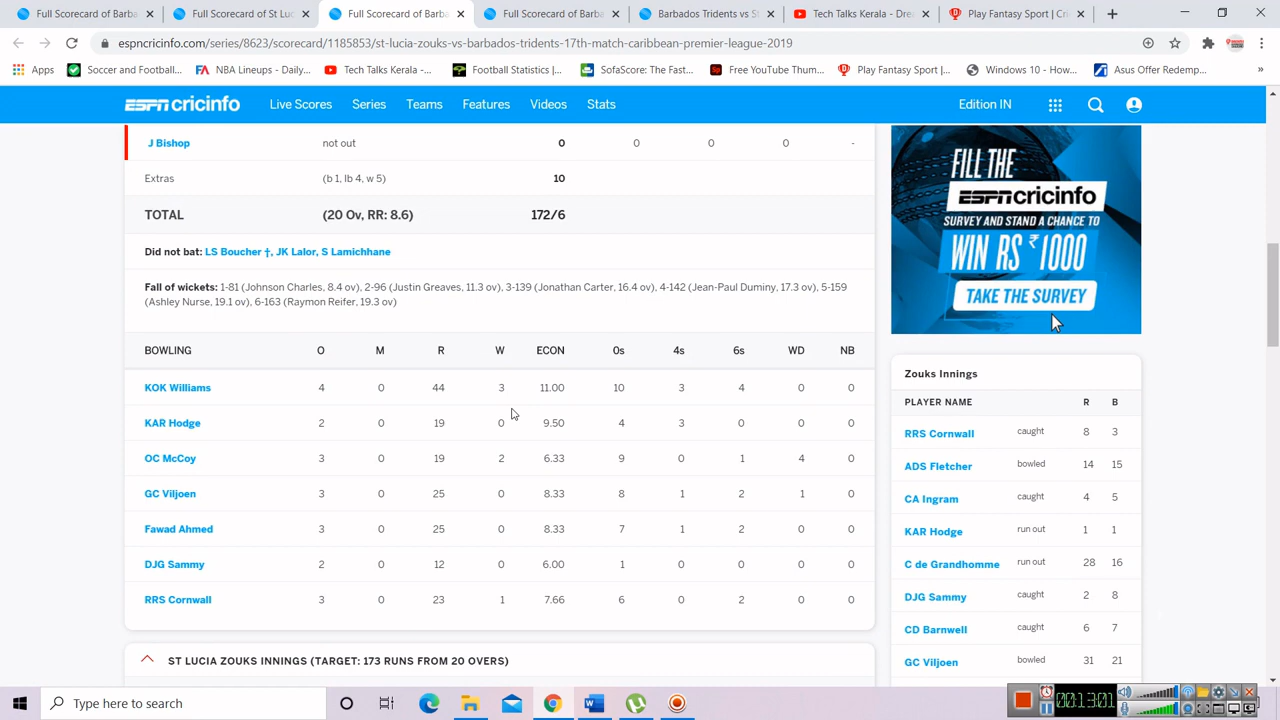 Full Scorecard of Barba
Full Scorecard of St Luc
Full Scorecard of Barba
Full Scorecard of Barba
Barbados Tridents vs St
Tech Talks Kerala - Dres
Play Fantasy Sport | Cri
espncricinfo.com/series/8623/scorecard/1185853/st-lucia-zouks-vs-barbados-tridents-17th-match-caribbean-premier-league-2019
Apps Soccer and Football... NBA Lineups - Daily... Tech Talks Kerala -... Football Statistics |... SofaScore: The Fast... Free YouTube Thum... Play Fantasy Sport |... Windows 10 - How... Asus Offer Redemp... »
ESPN cricinfo Live Scores Series Teams Features Videos Stats Edition IN
J Bishop not out 0 0 0 0 -
Extras (b 1, lb 4, w 5) 10
TOTAL (20 Ov, RR: 8.6) 172/6
Did not bat: LS Boucher †, JK Lalor, S Lamichhane
Fall of wickets: 1-81 (Johnson Charles, 8.4 ov), 2-96 (Justin Greaves, 11.3 ov), 3-139 (Jonathan Carter, 16.4 ov), 4-142 (Jean-Paul Duminy, 17.3 ov), 5-159
(Ashley Nurse, 19.1 ov), 6-163 (Raymon Reifer, 19.3 ov)
BOWLING O M R W ECON 0s 4s 6s WD NB
KOK Williams 4 0 44 3 11.00 10 3 4 0 0
KAR Hodge 2 0 19 0 9.50 4 3 0 0 0
OC McCoy 3 0 19 2 6.33 9 0 1 4 0
GC Viljoen 3 0 25 0 8.33 8 1 2 1 0
Fawad Ahmed 3 0 25 0 8.33 7 1 2 0 0
DJG Sammy 2 0 12 0 6.00 1 0 0 0 0
RRS Cornwall 3 0 23 1 7.66 6 0 2 0 0
ST LUCIA ZOUKS INNINGS (TARGET: 173 RUNS FROM 20 OVERS)
FILL THE
ESPN cricinfo
SURVEY AND STAND A CHANCE TO
WIN RS ₹1000
TAKE THE SURVEY
Zouks Innings
PLAYER NAME R B
RRS Cornwall caught 8 3
ADS Fletcher bowled 14 15
CA Ingram caught 4 5
KAR Hodge run out 1 1
C de Grandhomme run out 28 16
DJG Sammy caught 2 8
CD Barnwell caught 6 7
GC Viljoen bowled 31 21
Type here to search
00:13:01